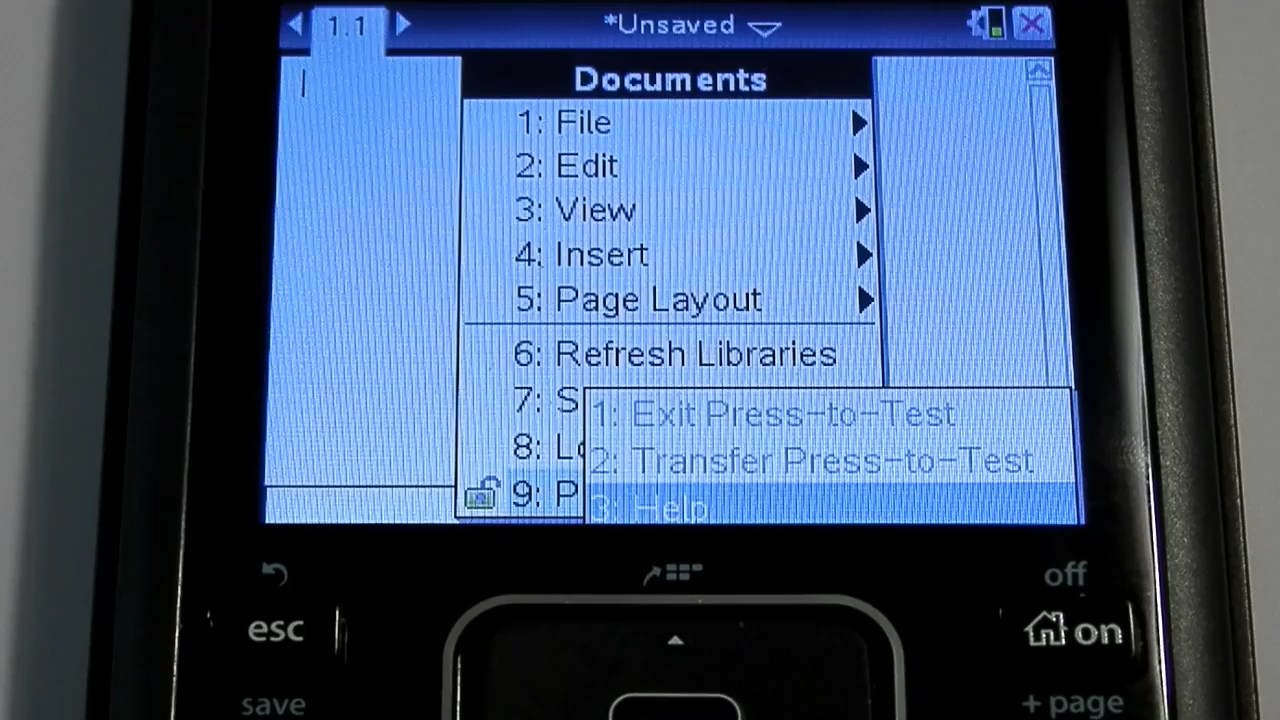 1.1 *Unsaved
Documents
1: File
2: Edit
3: View
4: Insert
5: Page Layout
6: Refresh Libraries
7: S
8: Lo
9: P
1: Exit Press-to-Test
2: Transfer Press-to-Test
3: Help
off
esc
on
save
+ page